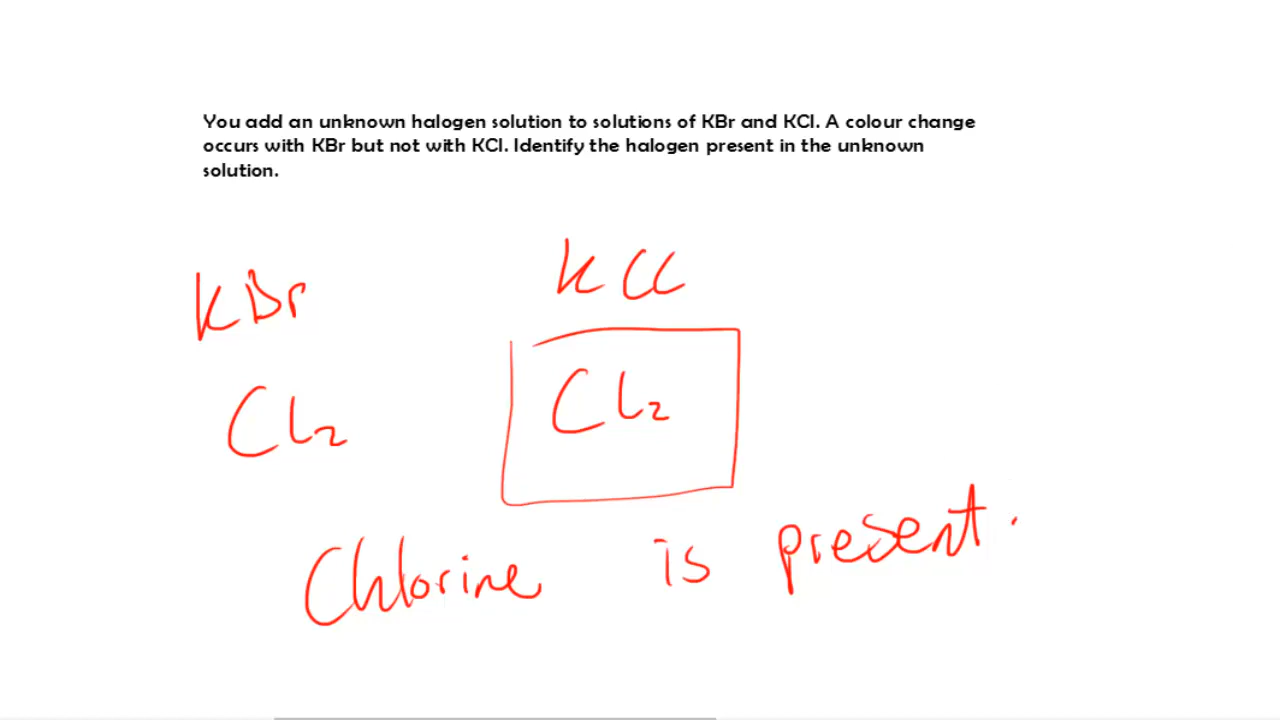 You add an unknown halogen solution to solutions of KBr and KCl. A colour change
occurs with KBr but not with KCl. Identify the halogen present in the unknown
solution.
KBr KCl
Cl₂ Cl₂
Chlorine is present.